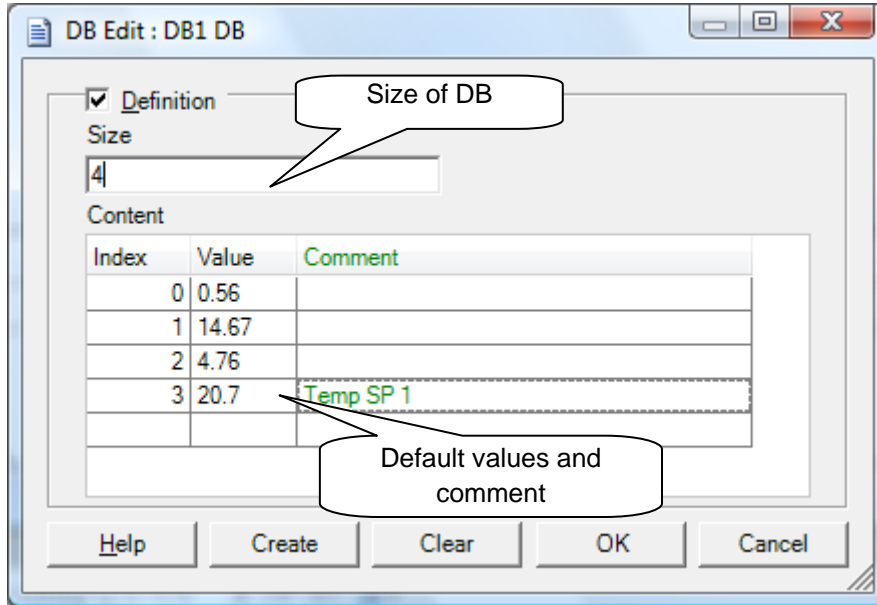 DB Edit : DB1 DB
Definition
Size of DB
Size
4
Content
Index Value Comment
0 0.56
1 14.67
2 4.76
3 20.7 Temp SP 1
Default values and
comment
Help Create Clear OK Cancel